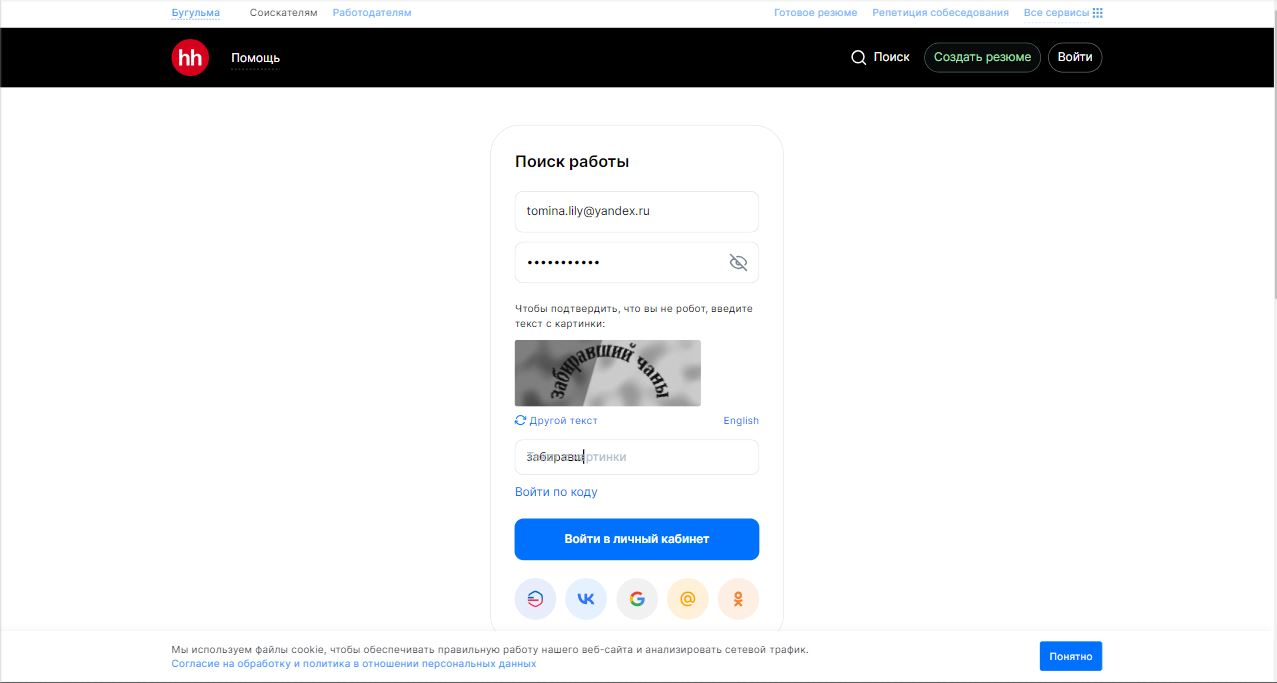 Бугульма Соискателям Работодателям Готовое резюме Репетиция собеседования Все сервисы
hh Помощь Поиск Создать резюме Войти
Поиск работы
tomina.lily@yandex.ru
•••••••••••
Чтобы подтвердить, что вы не робот, введите
текст с картинки:
забиравший чаны
Другой текст English
забиравш
Войти по коду
Войти в личный кабинет
Мы используем файлы cookie, чтобы обеспечивать правильную работу нашего веб-сайта и анализировать сетевой трафик.
Согласие на обработку и политика в отношении персональных данных
Понятно